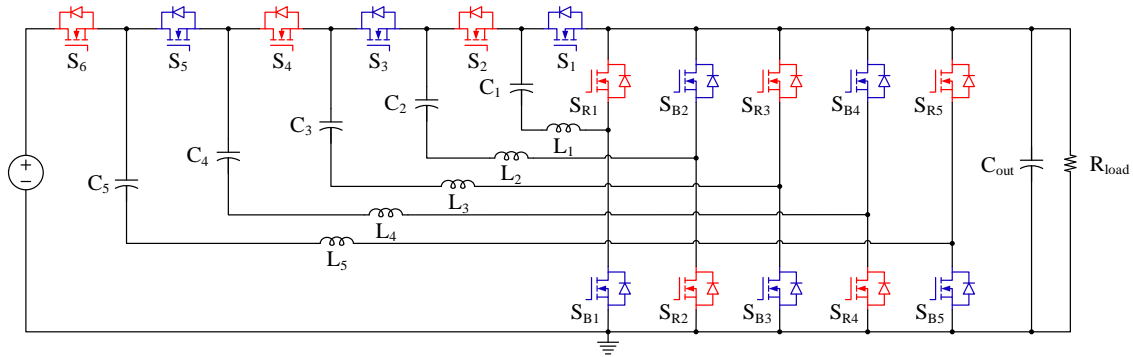 S6 S5 S4 S3 S2 S1
C1
C2
C3
C4
C5
SR1 SB2 SR3 SB4 SR5
L1
L2
L3
L4
L5
Cout Rload
SB1 SR2 SB3 SR4 SB5